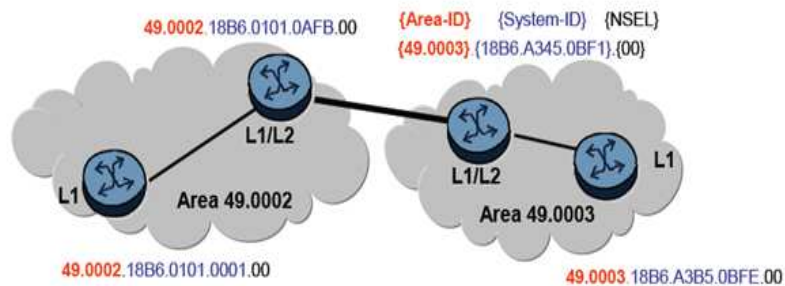 49.0002.18B6.0101.0AFB.00
{Area-ID} {System-ID} {NSEL}
{49.0003}.{18B6.A345.0BF1}.{00}
L1/L2
L1
Area 49.0002
L1/L2
L1
Area 49.0003
49.0002.18B6.0101.0001.00
49.0003.18B6.A3B5.0BFE.00